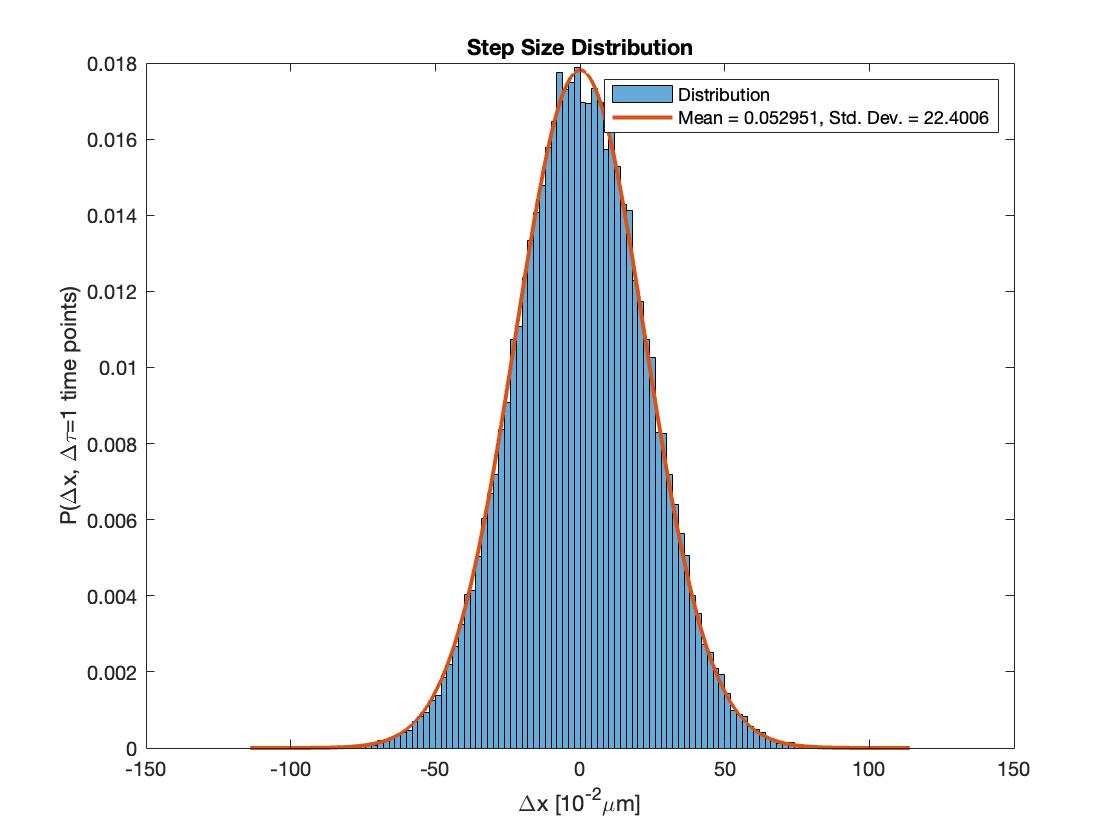 Step Size Distribution
0.018
0.016
0.014
0.012
0.01
0.008
0.006
0.004
0.002
0
P(Δx, Δτ=1 time points)
Distribution
Mean = 0.052951, Std. Dev. = 22.4006
-150 -100 -50 0 50 100 150
Δx [10⁻²μm]